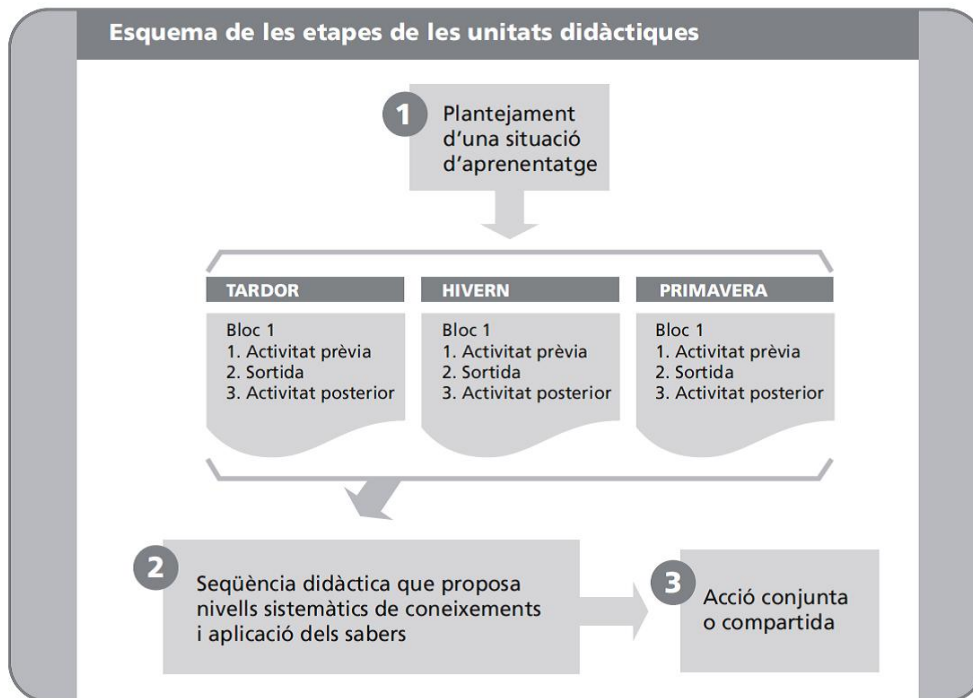 Esquema de les etapes de les unitats didàctiques
1
Plantejament
d'una situació
d'aprenentatge
TARDOR
Bloc 1
1. Activitat prèvia
2. Sortida
3. Activitat posterior
HIVERN
Bloc 1
1. Activitat prèvia
2. Sortida
3. Activitat posterior
PRIMAVERA
Bloc 1
1. Activitat prèvia
2. Sortida
3. Activitat posterior
2
Seqüència didàctica que proposa
nivells sistemàtics de coneixements
i aplicació dels sabers
3
Acció conjunta
o compartida